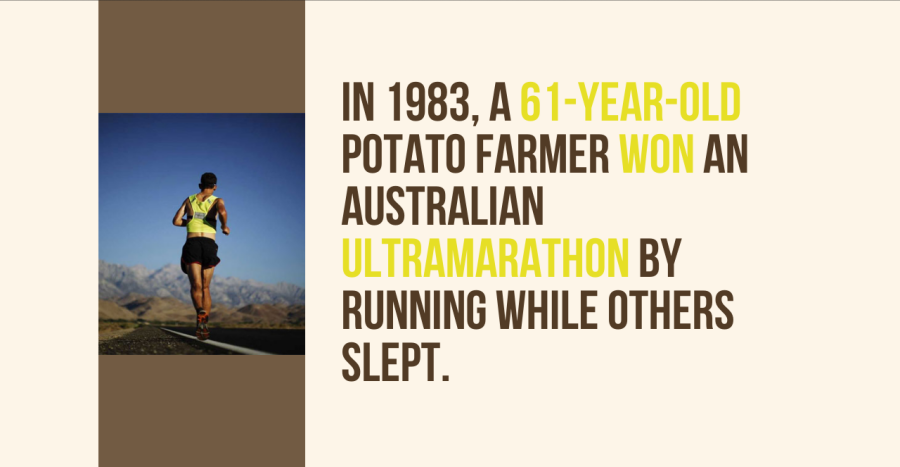 IN 1983, A 61-YEAR-OLD
POTATO FARMER WON AN
AUSTRALIAN
ULTRAMARATHON BY
RUNNING WHILE OTHERS
SLEPT.